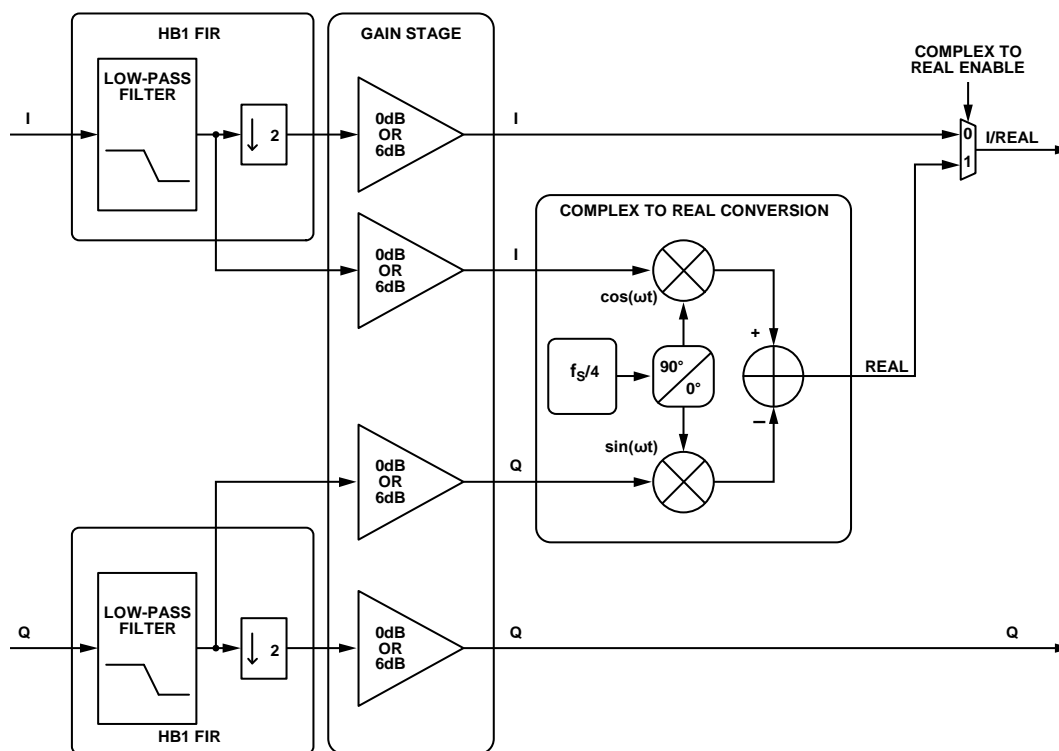 HB1 FIR
GAIN STAGE
LOW-PASS
FILTER
I
2
0dB
OR
6dB
I
COMPLEX TO
REAL ENABLE
0
1
I/REAL
0dB
OR
6dB
I
COMPLEX TO REAL CONVERSION
cos(ωt)
+
fS/4
90°
0°
REAL
–
sin(ωt)
0dB
OR
6dB
Q
LOW-PASS
FILTER
Q
2
0dB
OR
6dB
Q
Q
HB1 FIR